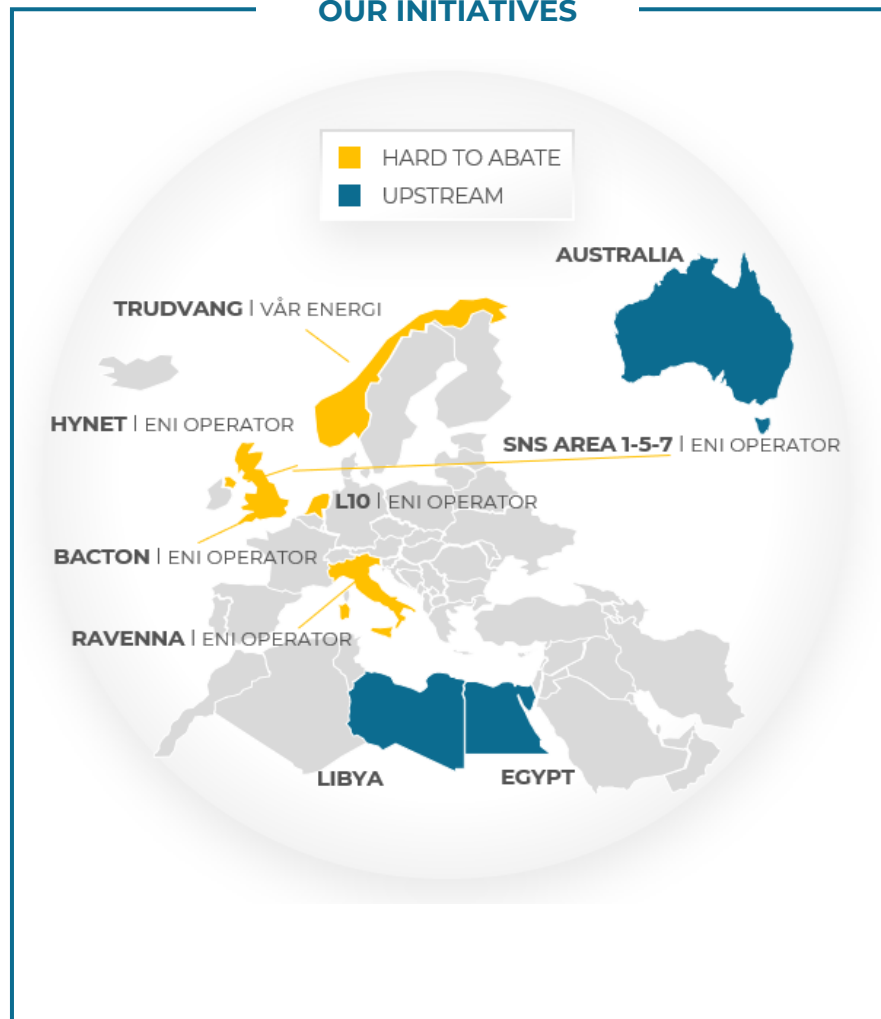 OUR INITIATIVES
HARD TO ABATE
UPSTREAM
AUSTRALIA
TRUDVANG | VÅR ENERGI
HYNET | ENI OPERATOR
SNS AREA 1-5-7 | ENI OPERATOR
L10 | ENI OPERATOR
BACTON | ENI OPERATOR
RAVENNA | ENI OPERATOR
LIBYA
EGYPT